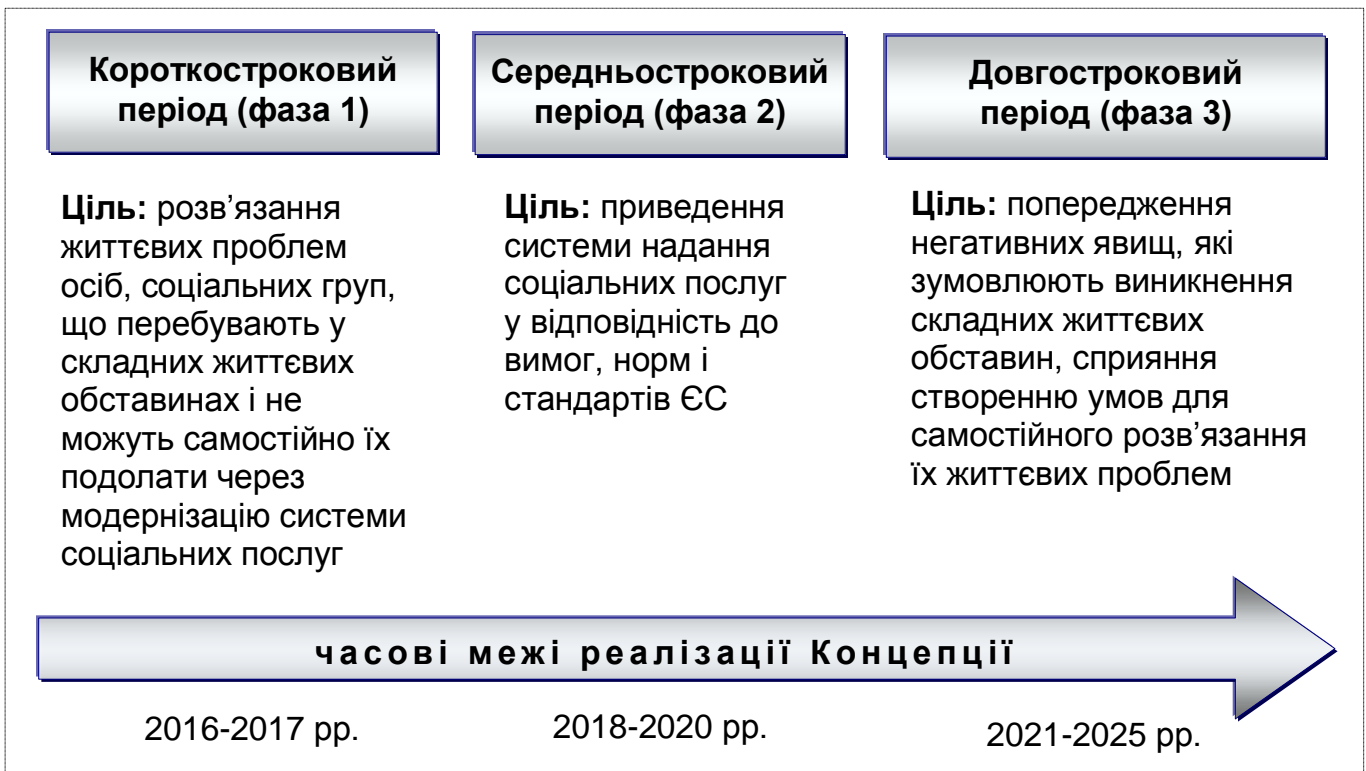 Короткостроковий
період (фаза 1)
Ціль: розв’язання
життєвих проблем
осіб, соціальних груп,
що перебувають у
складних життєвих
обставинах і не
можуть самостійно їх
подолати через
модернізацію системи
соціальних послуг
Середньостроковий
період (фаза 2)
Ціль: приведення
системи надання
соціальних послуг
у відповідність до
вимог, норм і
стандартів ЄС
Довгостроковий
період (фаза 3)
Ціль: попередження
негативних явищ, які
зумовлюють виникнення
складних життєвих
обставин, сприяння
створенню умов для
самостійного розв’язання
їх життєвих проблем
часові межі реалізації Концепції
2016-2017 рр.
2018-2020 рр.
2021-2025 рр.